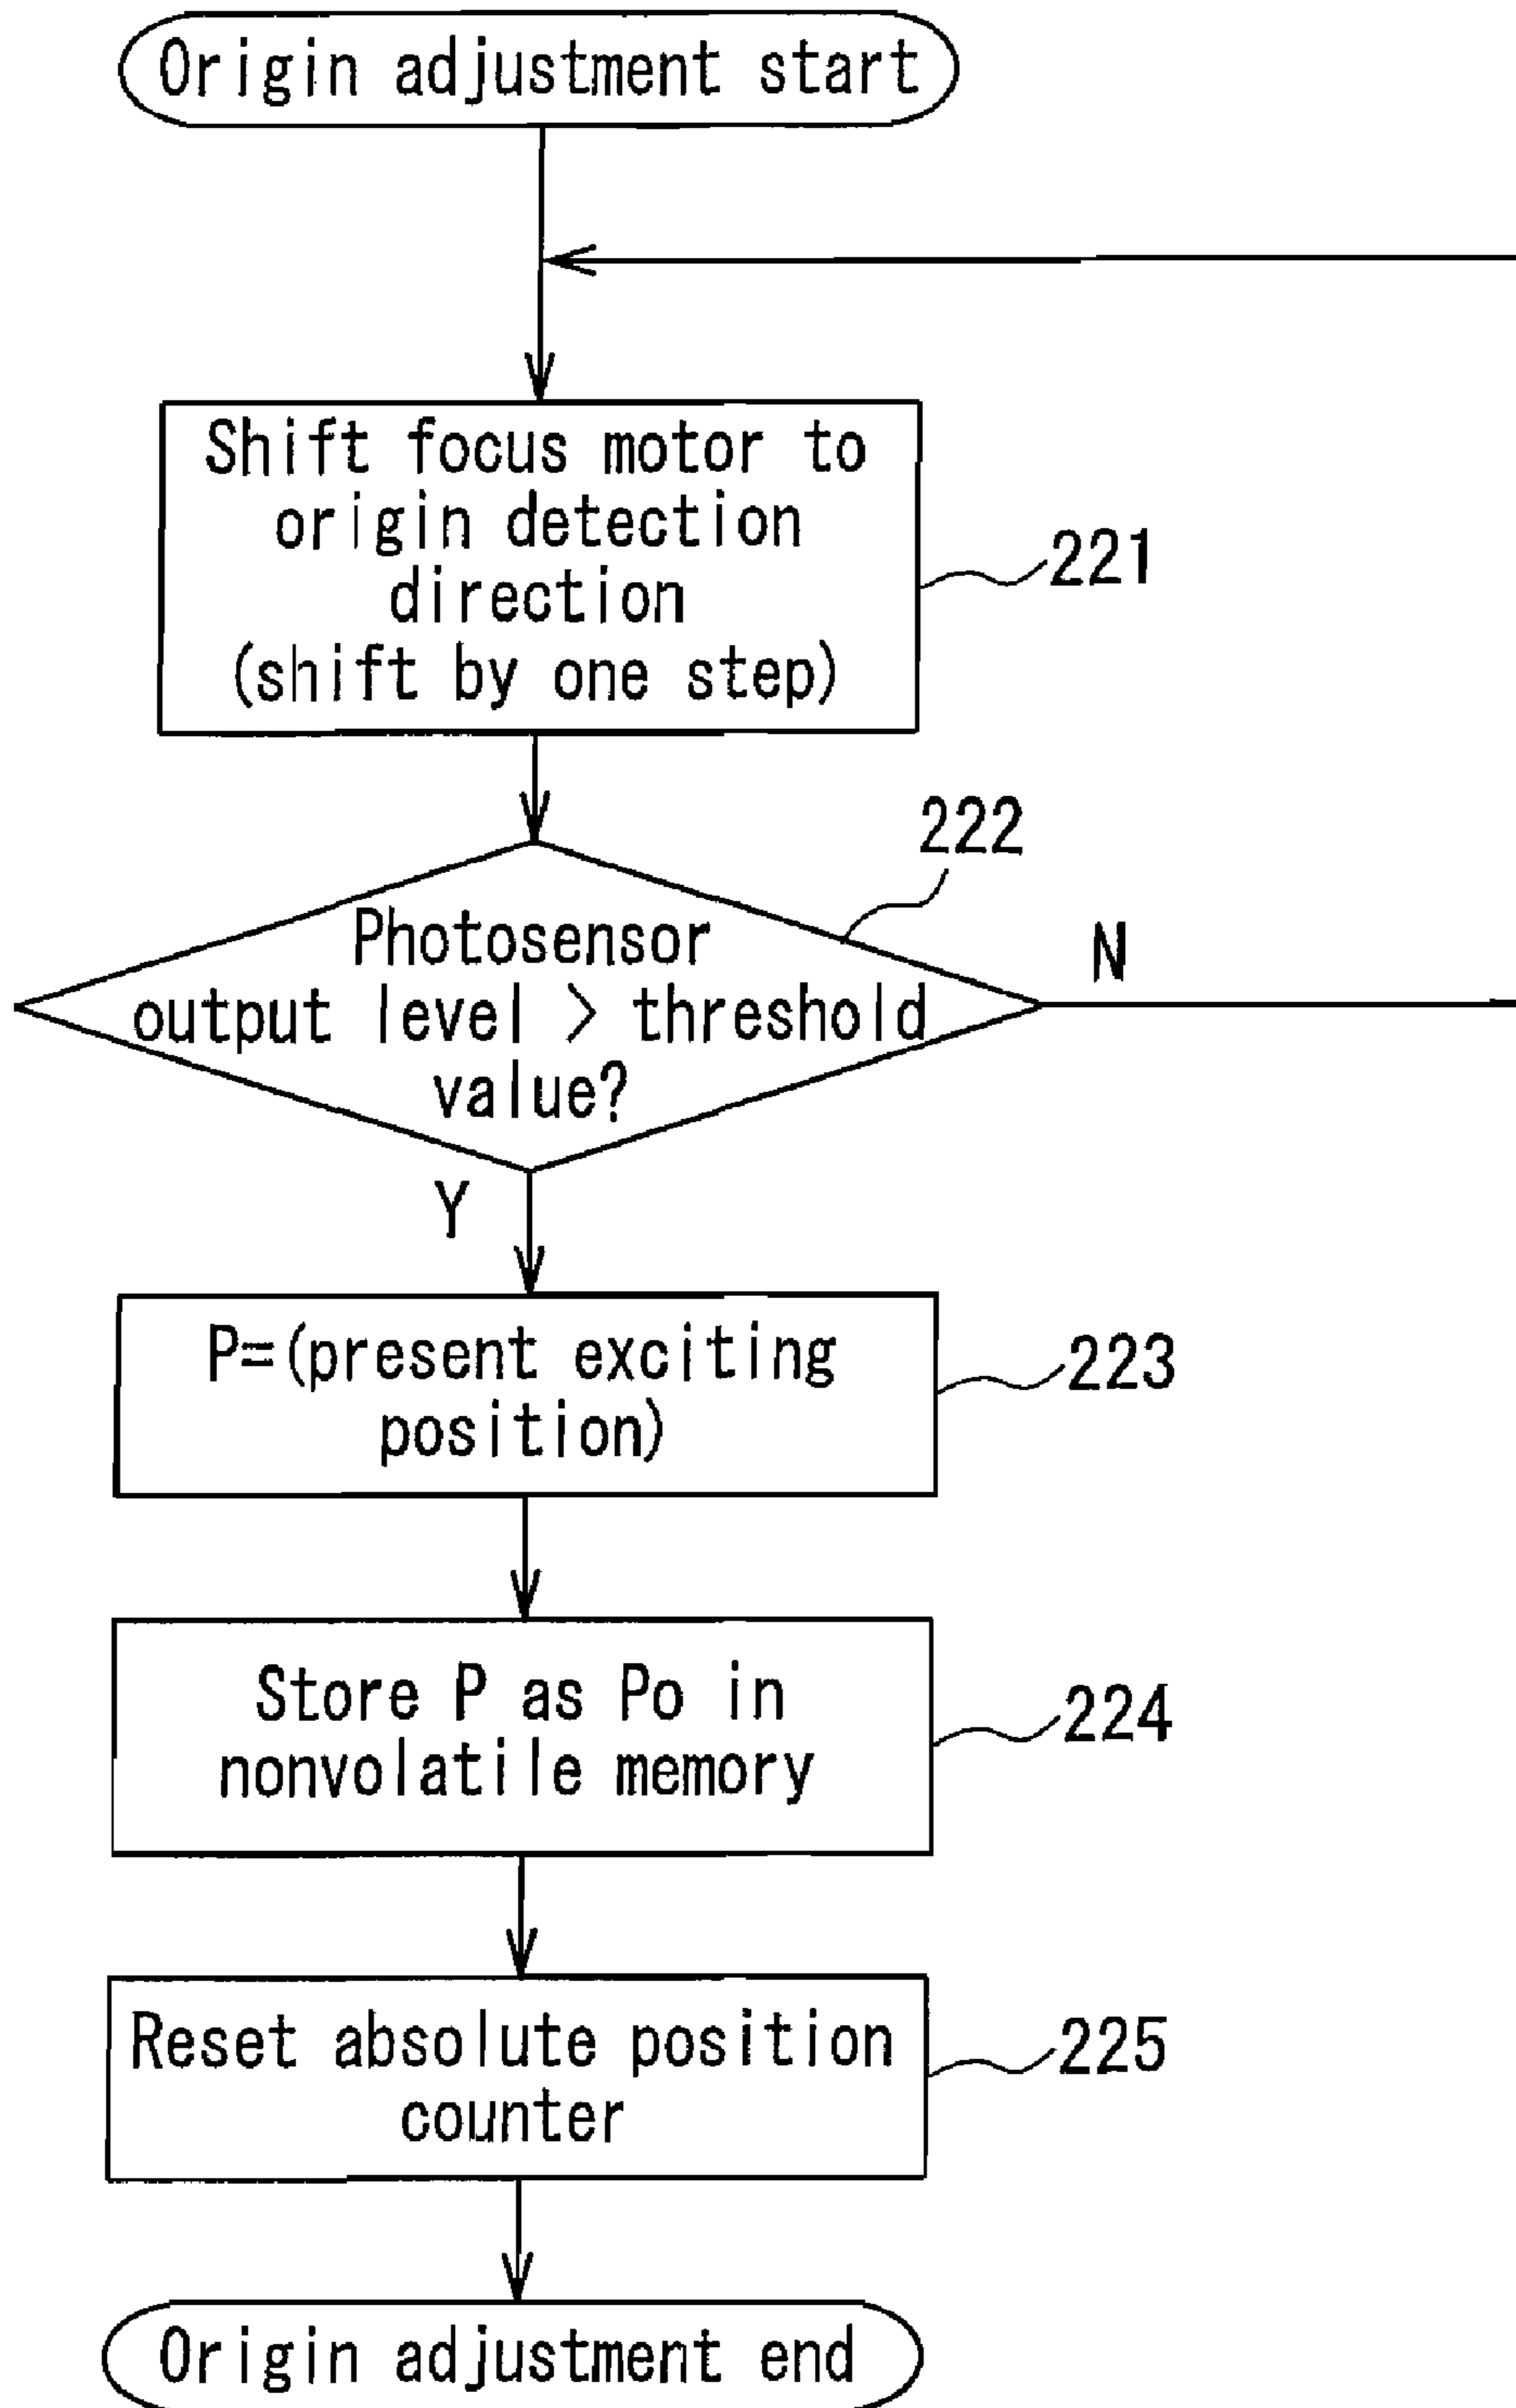 Origin adjustment start
Shift focus motor to
origin detection
direction
(shift by one step)
221
222
Photosensor
output level > threshold
value?
N
Y
P=(present exciting
position)
223
Store P as Po in
nonvolatile memory
224
Reset absolute position
counter
225
Origin adjustment end